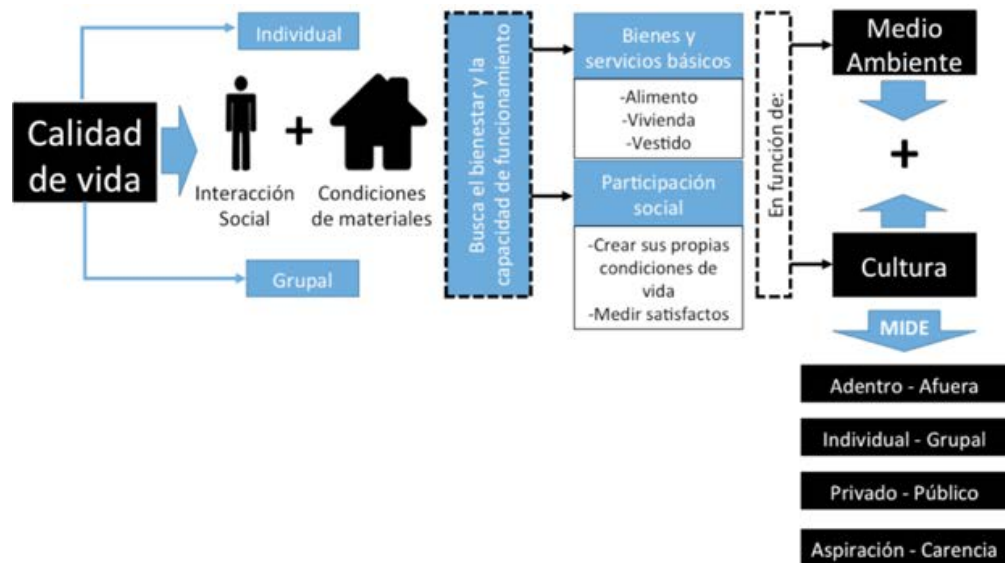 Calidad
de vida
Individual
Interacción
Social
+
Condiciones
de materiales
Grupal
Busca el bienestar y la
capacidad de funcionamiento
Bienes y
servicios básicos
-Alimento
-Vivienda
-Vestido
Participación
social
-Crear sus propias
condiciones de
vida
-Medir satisfactos
En función de:
Medio
Ambiente
+
Cultura
MIDE
Adentro - Afuera
Individual - Grupal
Privado - Público
Aspiración - Carencia